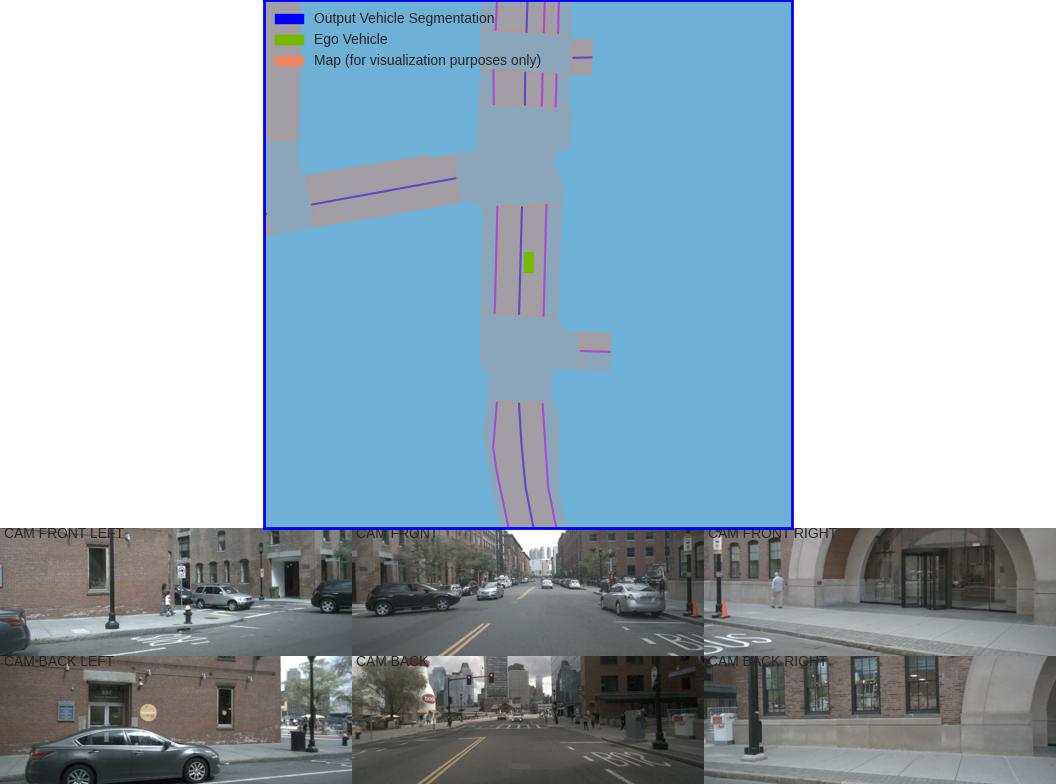 Output Vehicle Segmentation
Ego Vehicle
Map (for visualization purposes only)
CAM FRONT LEFT
CAM FRONT
CAM FRONT RIGHT
BUS
CAM BACK LEFT
CAM BACK
CAM BACK RIGHT